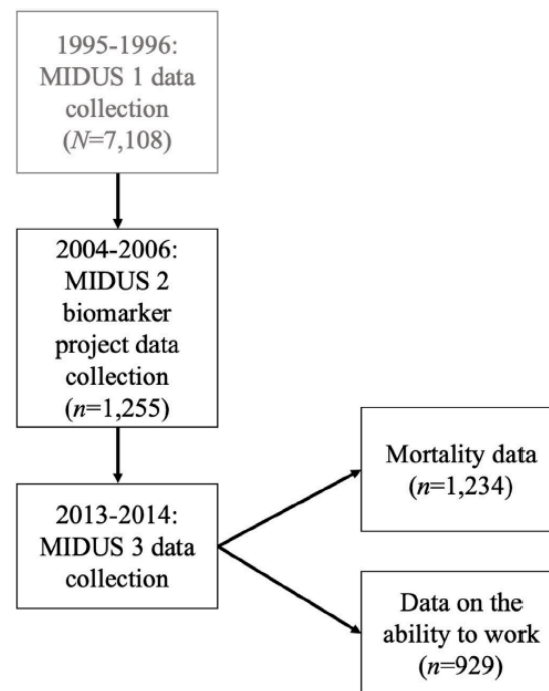 1995-1996:
MIDUS 1 data
collection
(N=7,108)
2004-2006:
MIDUS 2
biomarker
project data
collection
(n=1,255)
2013-2014:
MIDUS 3 data
collection
Mortality data
(n=1,234)
Data on the
ability to work
(n=929)